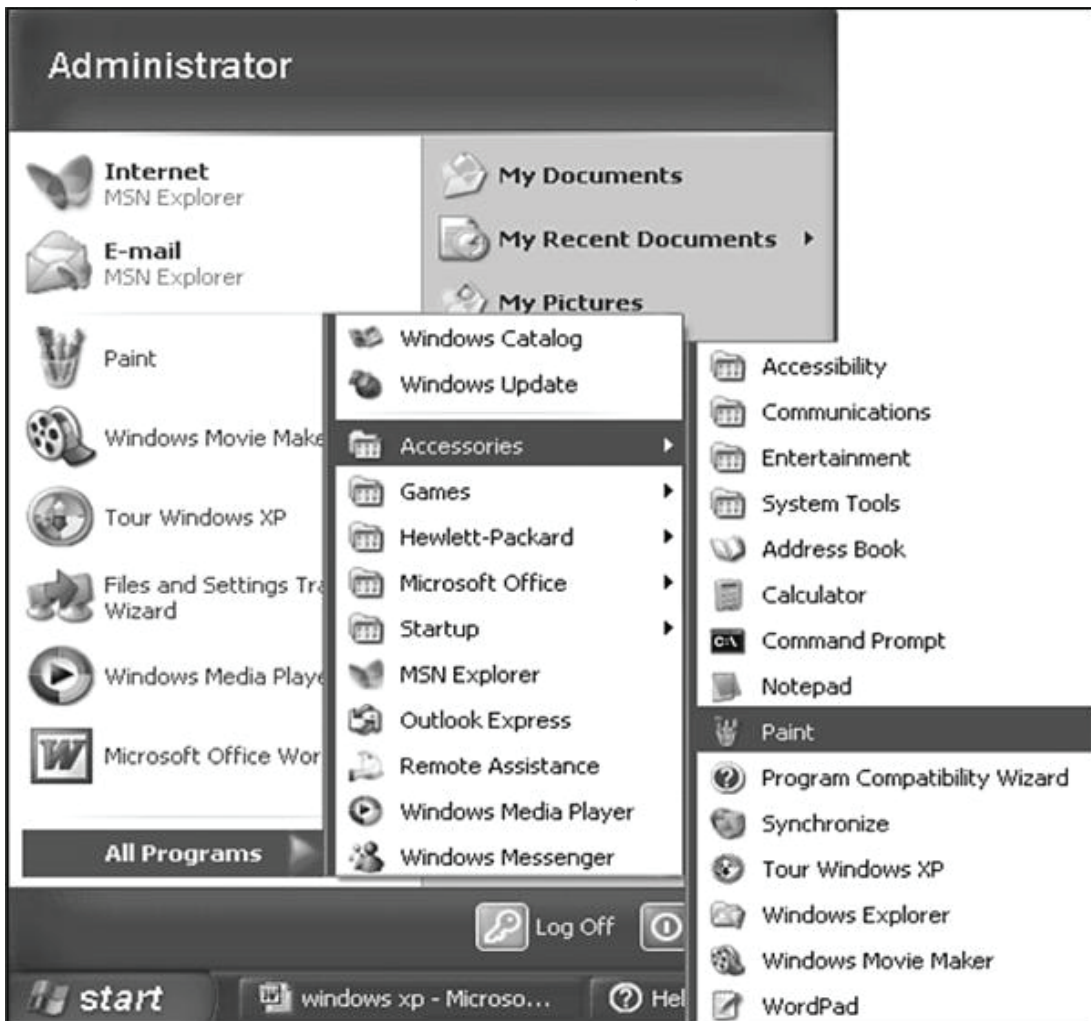 Administrator
Internet
MSN Explorer
E-mail
MSN Explorer
Paint
Windows Movie Make
Tour Windows XP
Files and Settings Tra
Wizard
Windows Media Playe
Microsoft Office Wor
All Programs
My Documents
My Recent Documents
My Pictures
Windows Catalog
Windows Update
Accessories
Games
Hewlett-Packard
Microsoft Office
Startup
MSN Explorer
Outlook Express
Remote Assistance
Windows Media Player
Windows Messenger
Accessibility
Communications
Entertainment
System Tools
Address Book
Calculator
Command Prompt
Notepad
Paint
Program Compatibility Wizard
Synchronize
Tour Windows XP
Windows Explorer
Windows Movie Maker
WordPad
Log Off
start
windows xp - Microso...
Hel